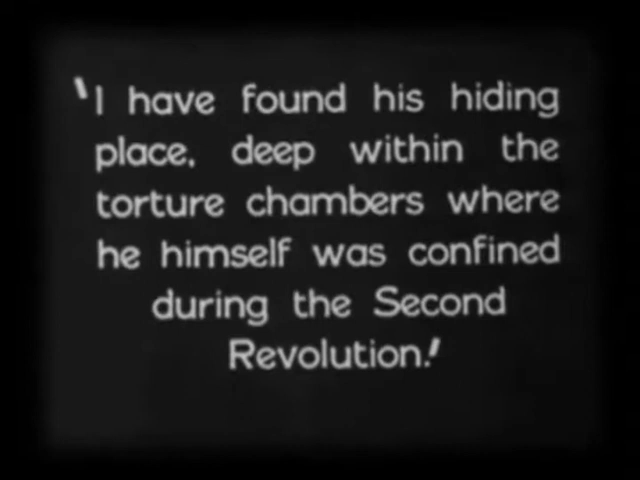 'I have found his hiding
place, deep within the
torture chambers where
he himself was confined
during the Second
Revolution.'